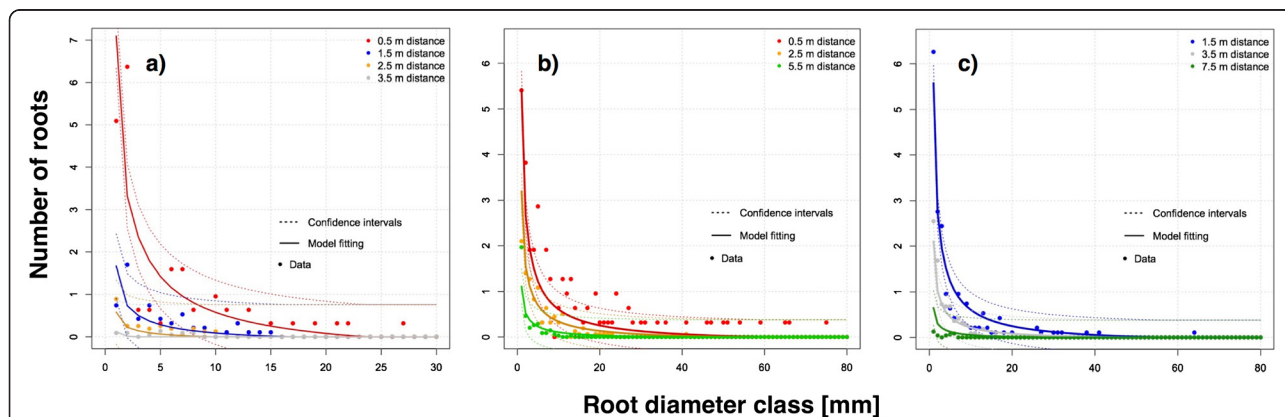 Number of roots
a)
0.5 m distance
1.5 m distance
2.5 m distance
3.5 m distance
Confidence intervals
Model fitting
Data
7
6
5
4
3
2
1
0
0 5 10 15 20 25 30
b)
0.5 m distance
2.5 m distance
5.5 m distance
Confidence intervals
Model fitting
Data
6
5
4
3
2
1
0
0 20 40 60 80
c)
1.5 m distance
3.5 m distance
7.5 m distance
Confidence intervals
Model fitting
Data
6
5
4
3
2
1
0
0 20 40 60 80
Root diameter class [mm]